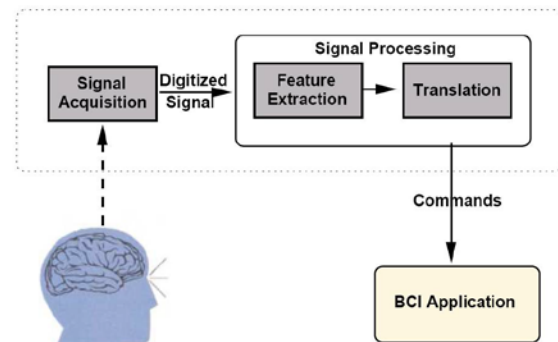 Signal Processing
Signal
Acquisition
Digitized
Signal
Feature
Extraction
Translation
Commands
BCI Application